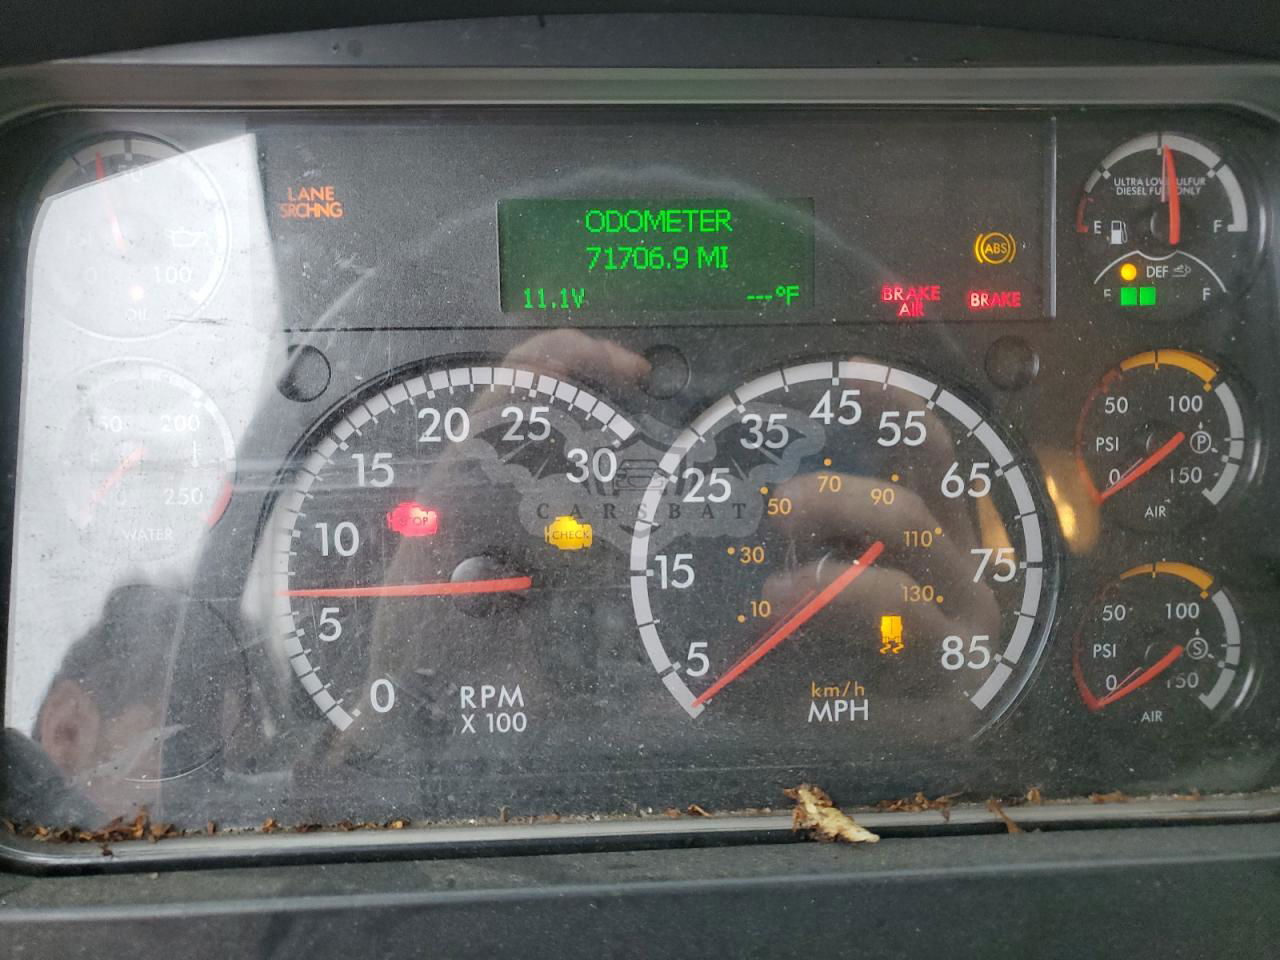 50
100
0
OIL
LANE
SRCHNG
ODOMETER
71706.9 MI
11.1V
---°F
BRAKE
AIR
ABS
BRAKE
ULTRA LOW SULFUR
DIESEL FUEL ONLY
E
F
DEF
E
F
200
250
WATER
0
5
10
15
20
25
30
STOP
CHECK
RPM
X 100
CARSBAT
5
15
25
35
45
55
65
75
85
10
30
50
70
90
110
130
km/h
MPH
50
100
PSI
P
0
150
AIR
50
100
PSI
S
0
150
AIR